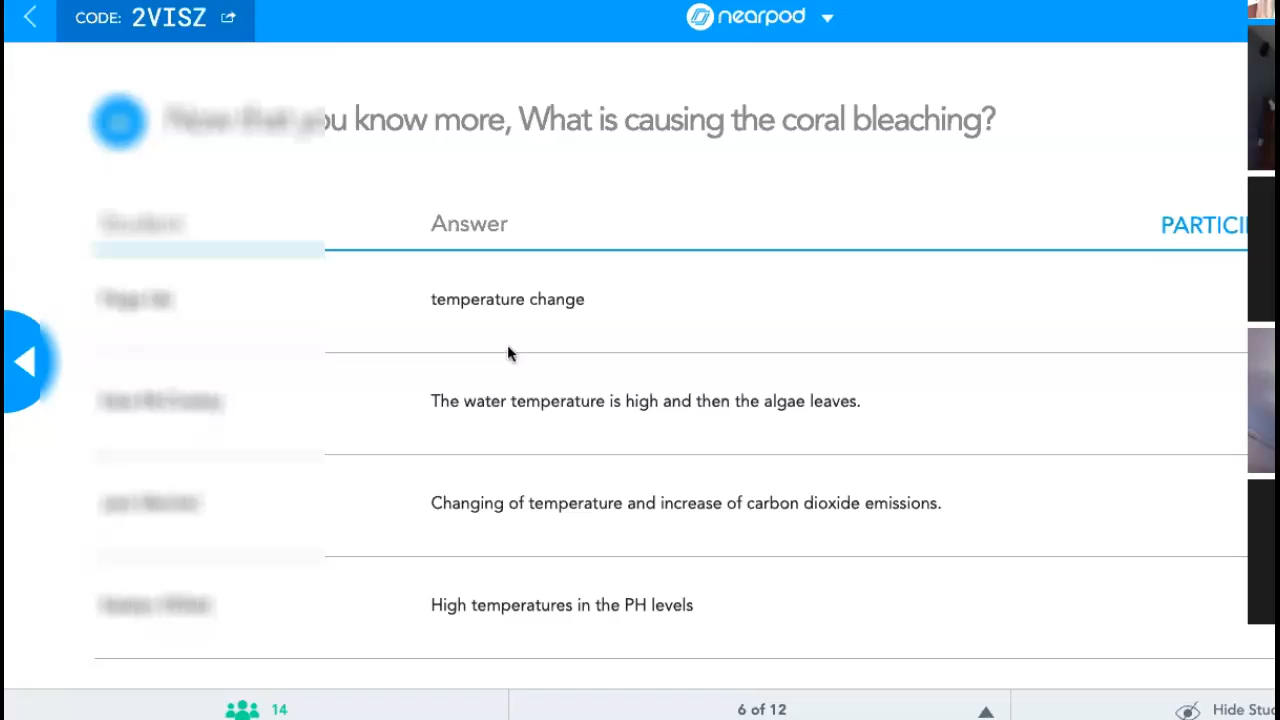 CODE: 2VISZ
nearpod
u know more, What is causing the coral bleaching?
Answer
PARTICI
temperature change
The water temperature is high and then the algae leaves.
Changing of temperature and increase of carbon dioxide emissions.
High temperatures in the PH levels
14
6 of 12
Hide Stuc